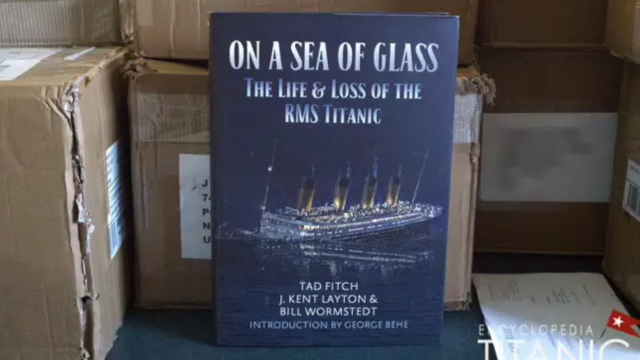 ON A SEA OF GLASS
THE LIFE & LOSS OF THE
RMS TITANIC
TAD FITCH
J. KENT LAYTON &
BILL WORMSTEDT
INTRODUCTION BY GEORGE BEHE
ENCYCLOPEDIA
TITANIC